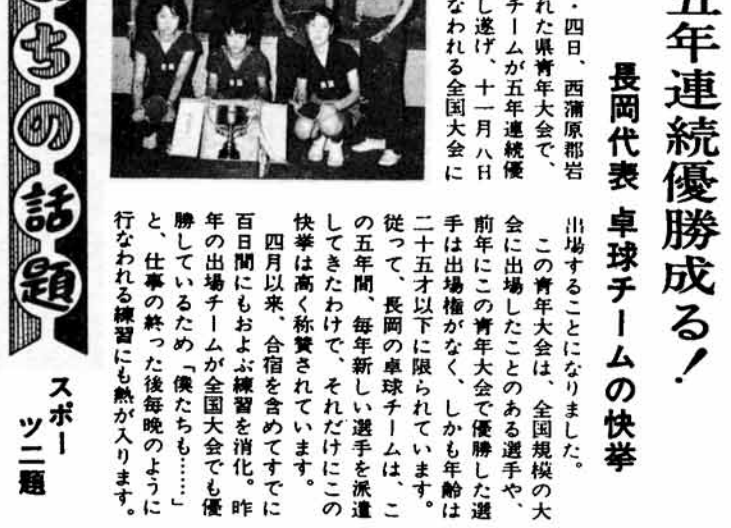 五年連続優勝成る！
長岡代表 卓球チームの快挙
・四日、西蒲原郡岩
れた県青年大会で、
チームが五年連続優
し遂げ、十一月八日
なわれる全国大会に
出場することになりました。
この青年大会は、全国規模の大
会に出場したことのある選手や、
前年にこの青年大会で優勝した選
手は出場権がなく、しかも年齢は
二十五才以下に限られています。
従って、長岡の卓球チームは、こ
の五年間、毎年新しい選手を派遣
してきたわけで、それだけにこの
快挙は高く称賛されています。
四月以来、合宿を含めてすでに
百日間にもおよぶ練習を消化。昨
年の出場チームが全国大会でも優
勝しているため「僕たちも……」
と、仕事の終った後毎晩のように
行なわれる練習にも熱が入ります。
ちの話題
スポー
ツ二題